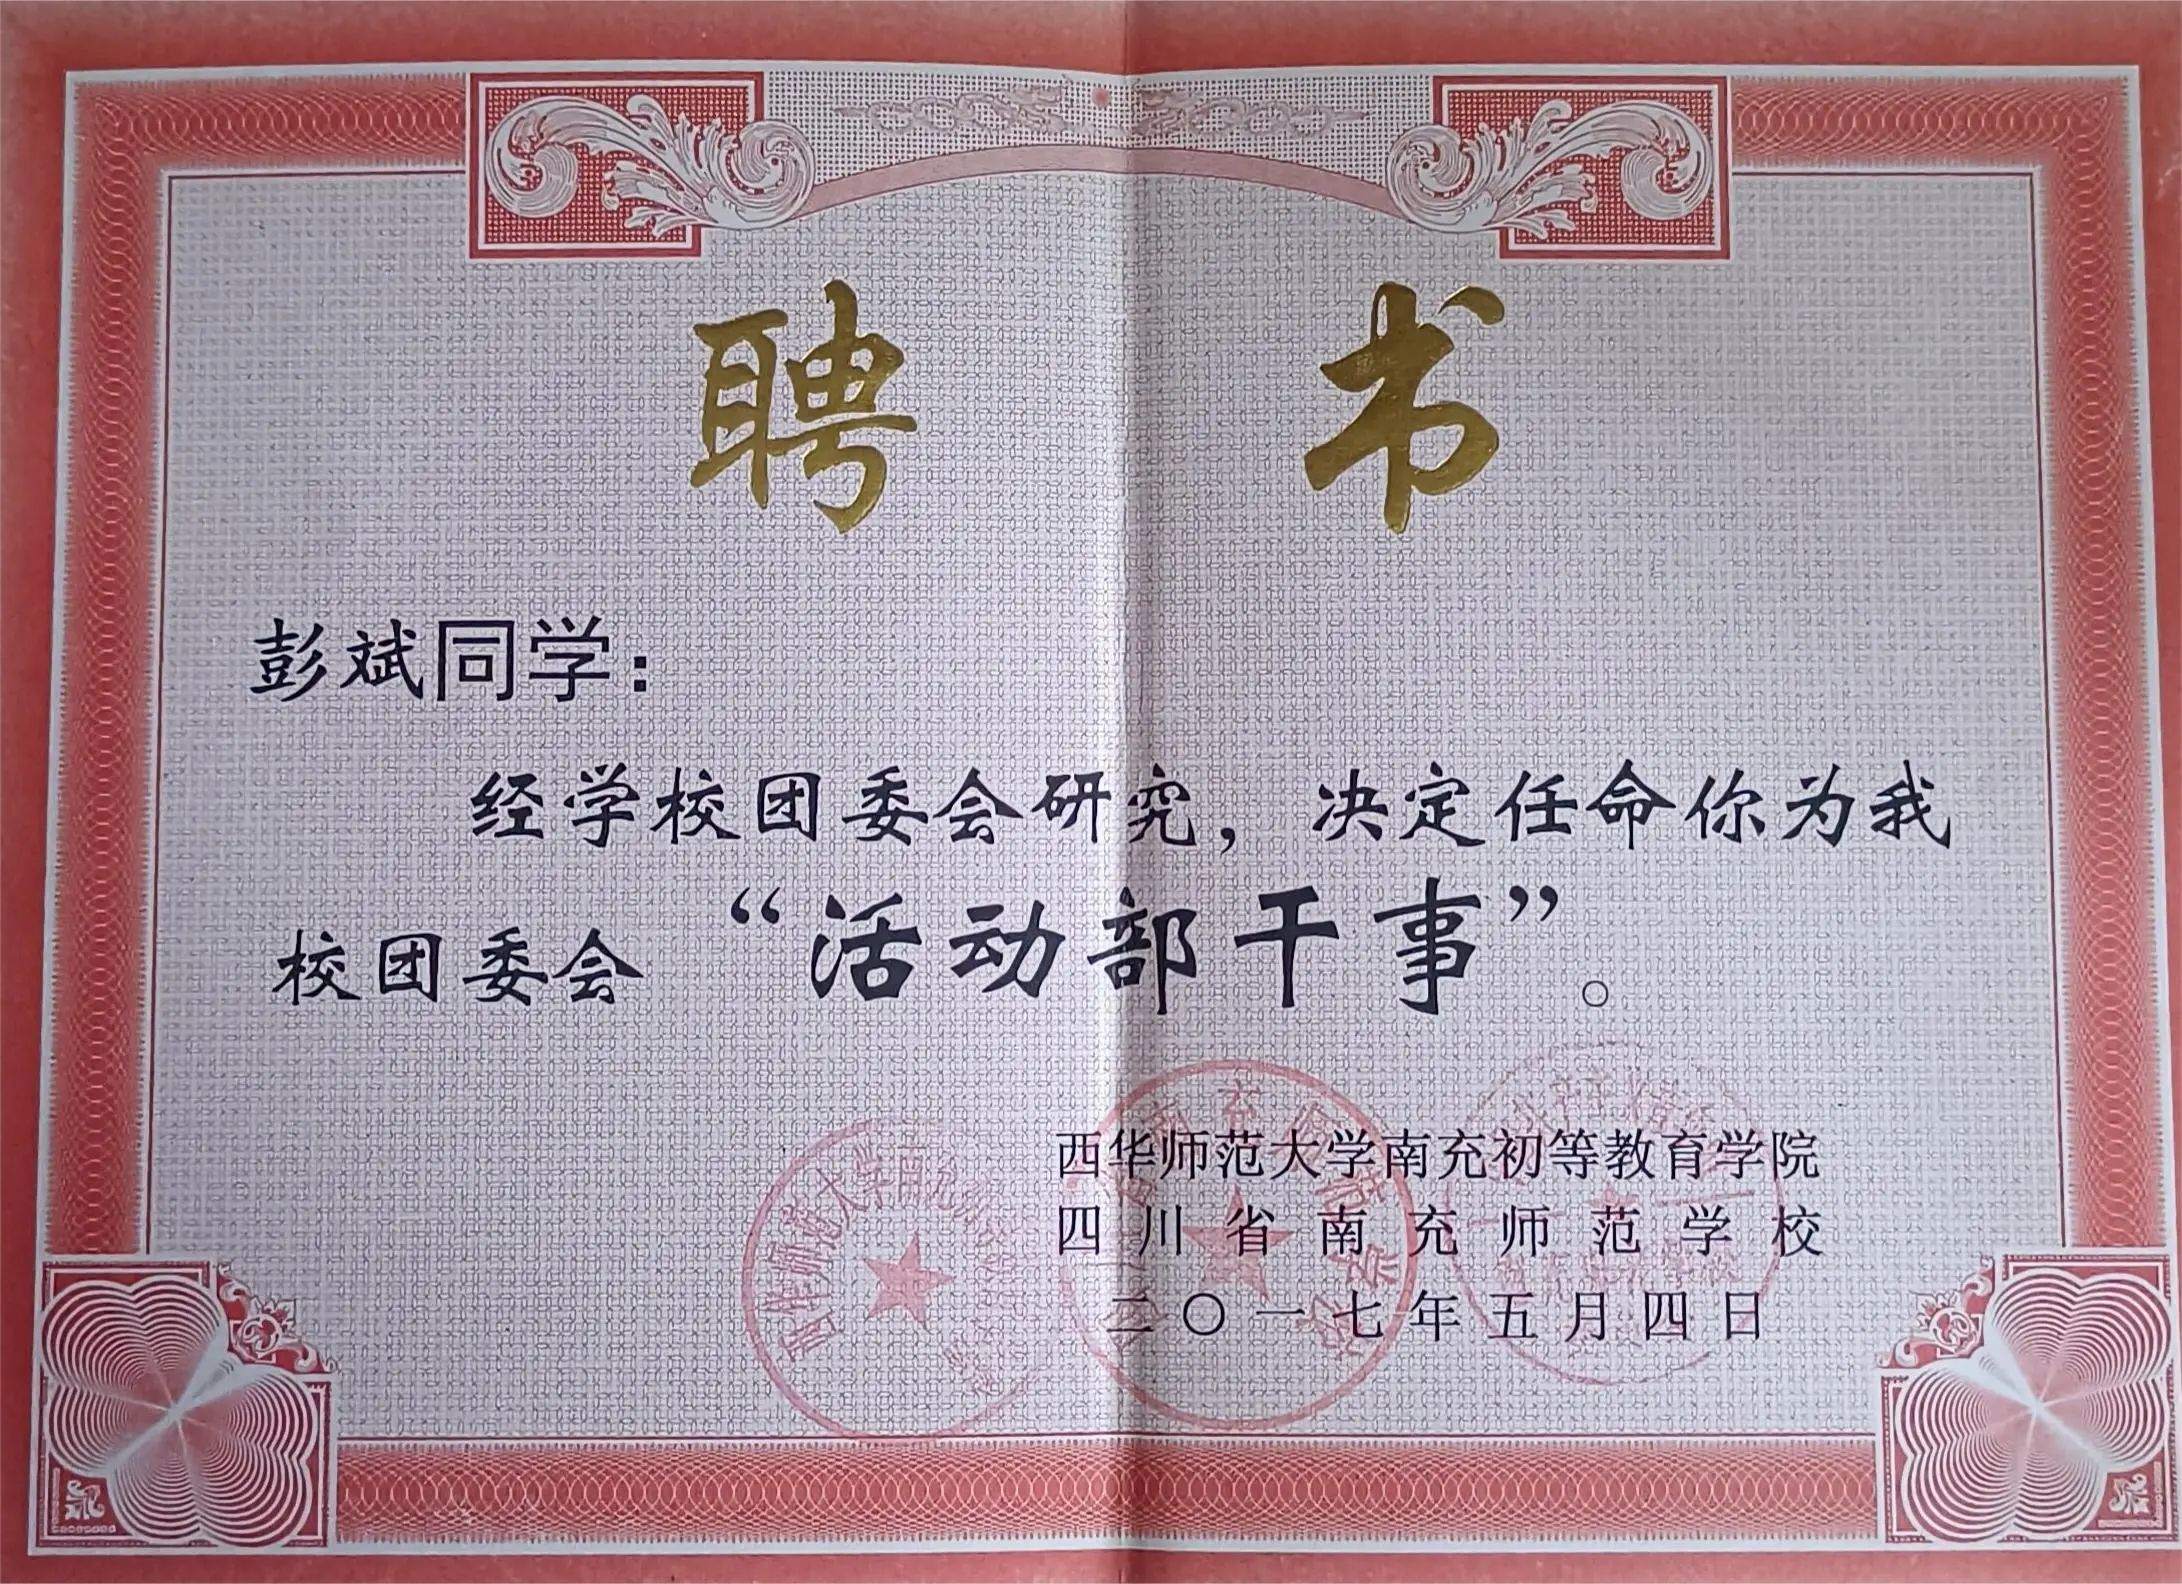 聘 书
彭斌同学：
经学校团委会研究，决定任命你为我
校团委会“活动部干事”。
西华师范大学南充初等教育学院
四川省南充师范学校
二〇一七年五月四日